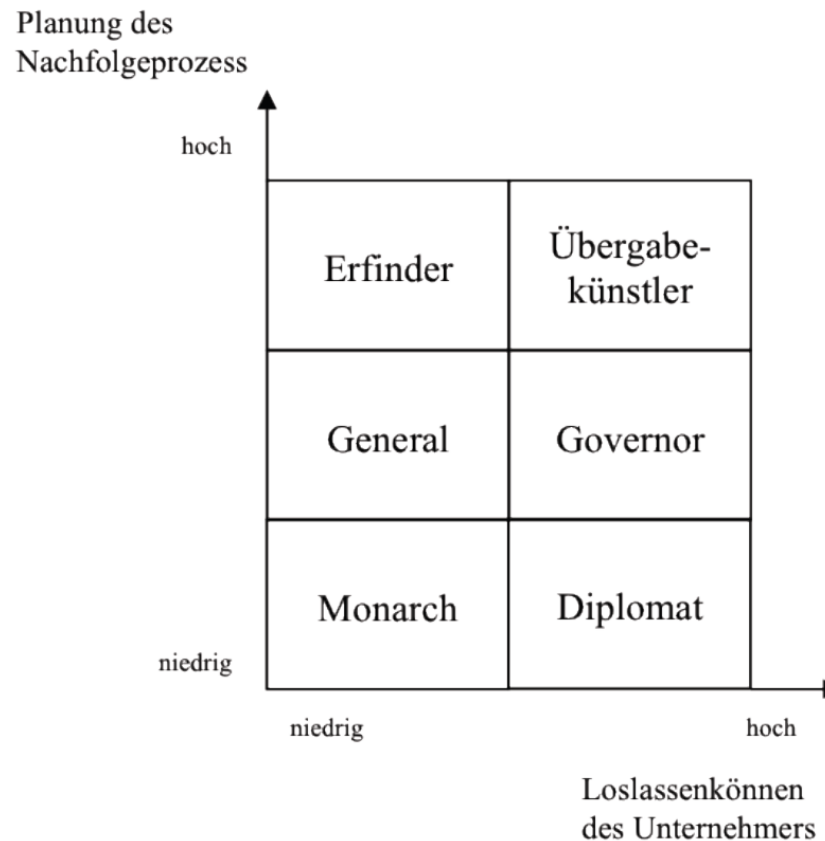 Planung des
Nachfolgeprozess
hoch
Erfinder
Übergabe-
künstler
General
Governor
Monarch
Diplomat
niedrig
niedrig
hoch
Loslassenkönnen
des Unternehmers